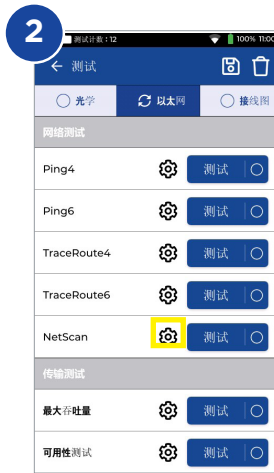 2
测试计数：12
100% 11:00
测试
光学
以太网
接线图
网络测试
Ping4
测试
Ping6
测试
TraceRoute4
测试
TraceRoute6
测试
NetScan
测试
传输测试
最大吞吐量
测试
可用性测试
测试